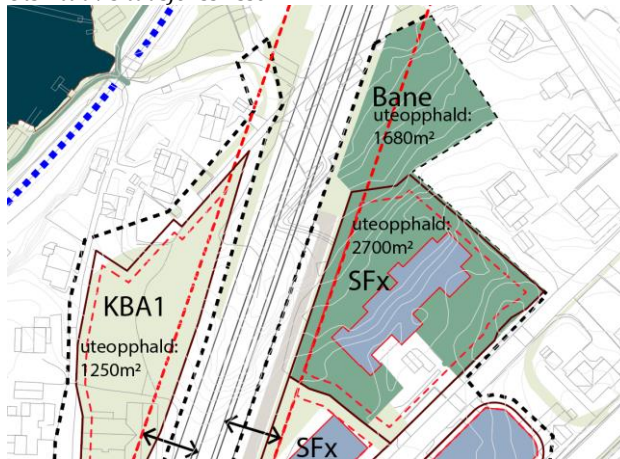 Bane
uteopphald:
1680m²
uteopphald:
2700m²
SFx
KBA1
uteopphald:
1250m²
SFx